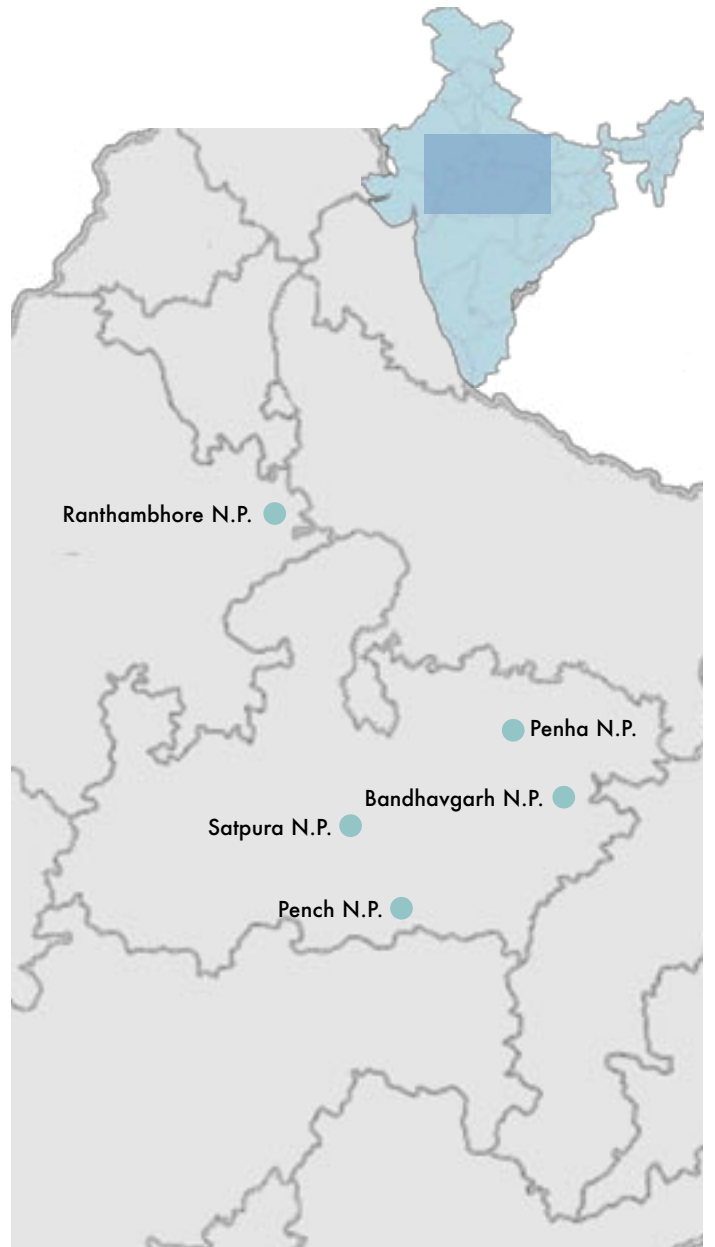 Ranthambhore N.P.
Penha N.P.
Bandhavgarh N.P.
Satpura N.P.
Pench N.P.